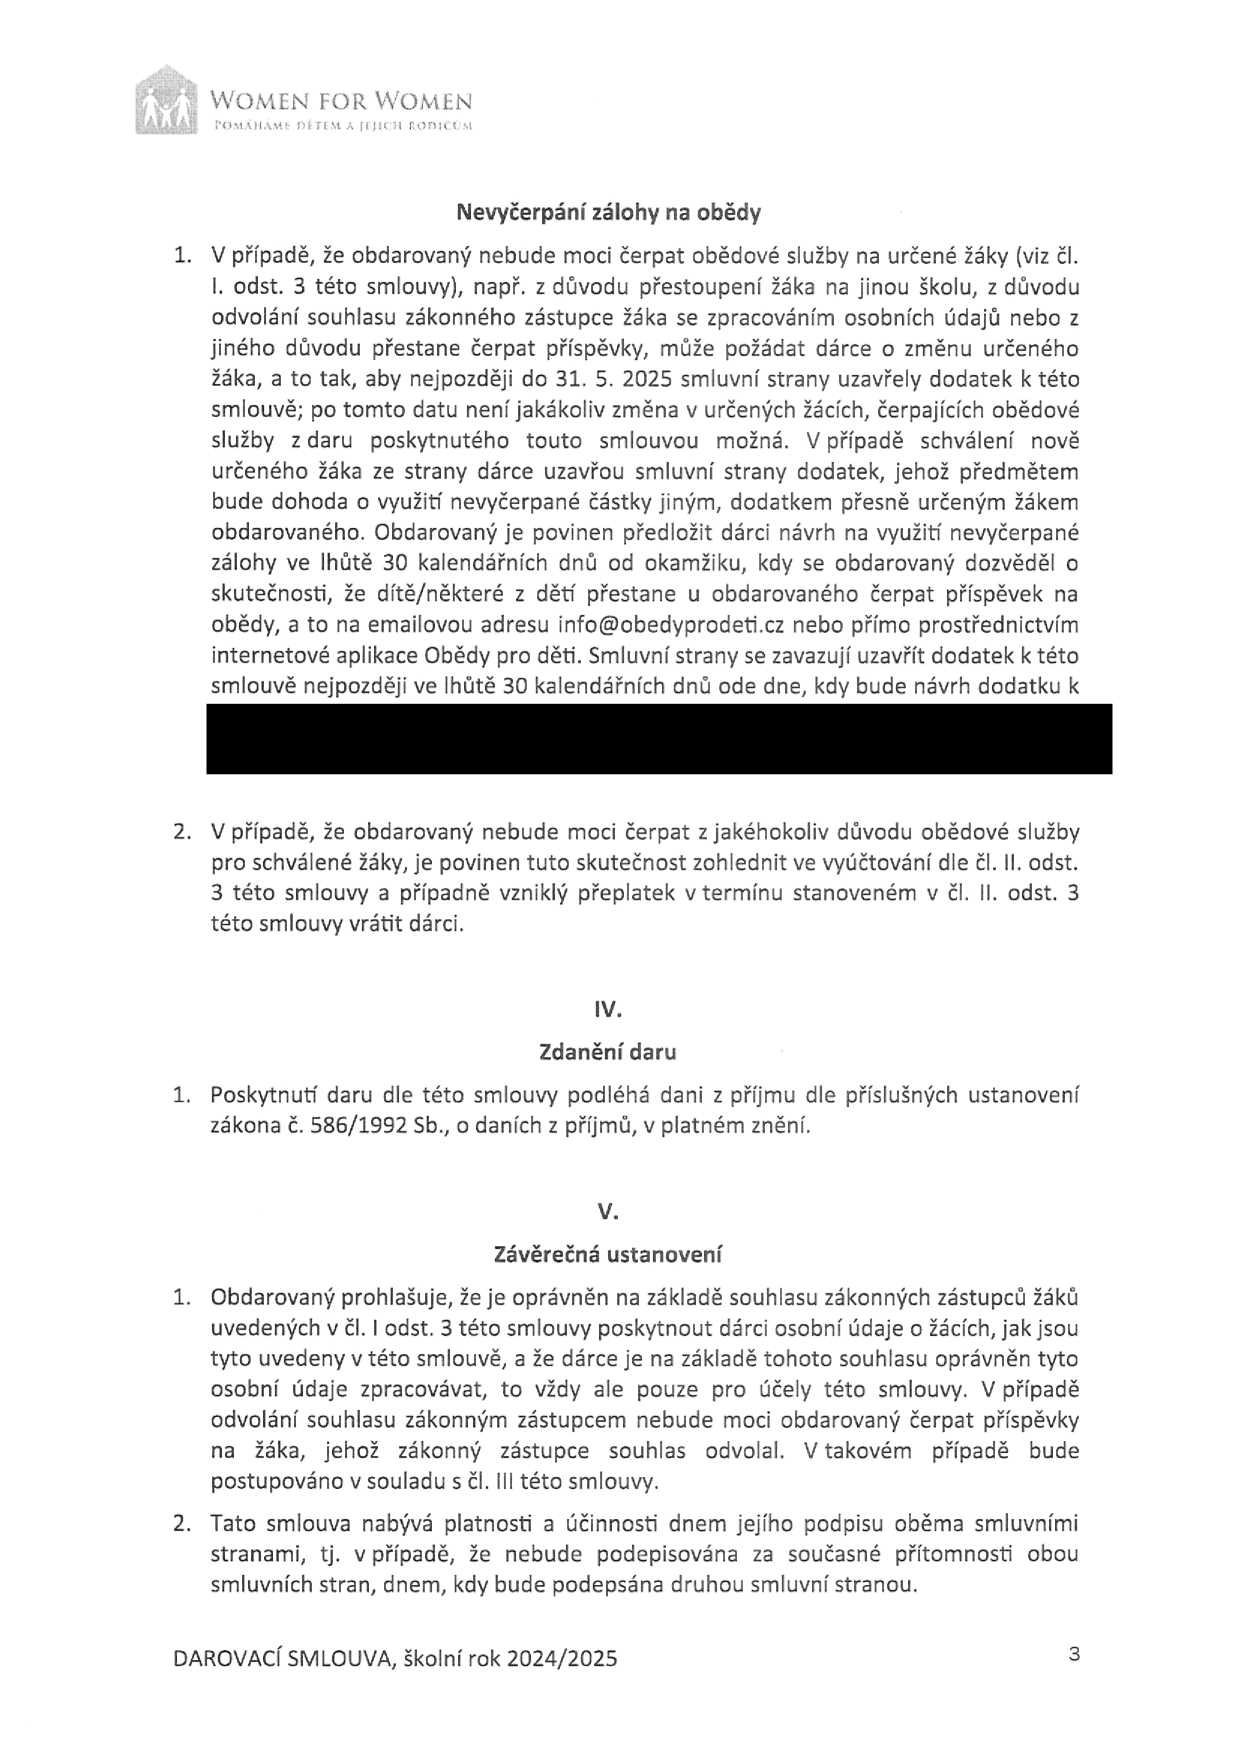 WOMEN FOR WOMEN
POMÁHÁME DĚTEM A JEJICH RODIČŮM
Nevyčerpání zálohy na obědy
1. V případě, že obdarovaný nebude moci čerpat obědové služby na určené žáky (viz čl.
I. odst. 3 této smlouvy), např. z důvodu přestoupení žáka na jinou školu, z důvodu
odvolání souhlasu zákonného zástupce žáka se zpracováním osobních údajů nebo z
jiného důvodu přestane čerpat příspěvky, může požádat dárce o změnu určeného
žáka, a to tak, aby nejpozději do 31. 5. 2025 smluvní strany uzavřely dodatek k této
smlouvě; po tomto datu není jakákoliv změna v určených žácích, čerpajících obědové
služby z daru poskytnutého touto smlouvou možná. V případě schválení nově
určeného žáka ze strany dárce uzavřou smluvní strany dodatek, jehož předmětem
bude dohoda o využití nevyčerpané částky jiným, dodatkem přesně určeným žákem
obdarovaného. Obdarovaný je povinen předložit dárci návrh na využití nevyčerpané
zálohy ve lhůtě 30 kalendářních dnů od okamžiku, kdy se obdarovaný dozvěděl o
skutečnosti, že dítě/některé z dětí přestane u obdarovaného čerpat příspěvek na
obědy, a to na emailovou adresu info@obedyprodeti.cz nebo přímo prostřednictvím
internetové aplikace Obědy pro děti. Smluvní strany se zavazují uzavřít dodatek k této
smlouvě nejpozději ve lhůtě 30 kalendářních dnů ode dne, kdy bude návrh dodatku k
2. V případě, že obdarovaný nebude moci čerpat z jakéhokoliv důvodu obědové služby
pro schválené žáky, je povinen tuto skutečnost zohlednit ve vyúčtování dle čl. II. odst.
3 této smlouvy a případně vzniklý přeplatek v termínu stanoveném v čl. II. odst. 3
této smlouvy vrátit dárci.
IV.
Zdanění daru
1. Poskytnutí daru dle této smlouvy podléhá dani z příjmu dle příslušných ustanovení
zákona č. 586/1992 Sb., o daních z příjmů, v platném znění.
V.
Závěrečná ustanovení
1. Obdarovaný prohlašuje, že je oprávněn na základě souhlasu zákonných zástupců žáků
uvedených v čl. I odst. 3 této smlouvy poskytnout dárci osobní údaje o žácích, jak jsou
tyto uvedeny v této smlouvě, a že dárce je na základě tohoto souhlasu oprávněn tyto
osobní údaje zpracovávat, to vždy ale pouze pro účely této smlouvy. V případě
odvolání souhlasu zákonným zástupcem nebude moci obdarovaný čerpat příspěvky
na žáka, jehož zákonný zástupce souhlas odvolal. V takovém případě bude
postupováno v souladu s čl. III této smlouvy.
2. Tato smlouva nabývá platnosti a účinnosti dnem jejího podpisu oběma smluvními
stranami, tj. v případě, že nebude podepisována za současné přítomnosti obou
smluvních stran, dnem, kdy bude podepsána druhou smluvní stranou.
DAROVACÍ SMLOUVA, školní rok 2024/2025
3